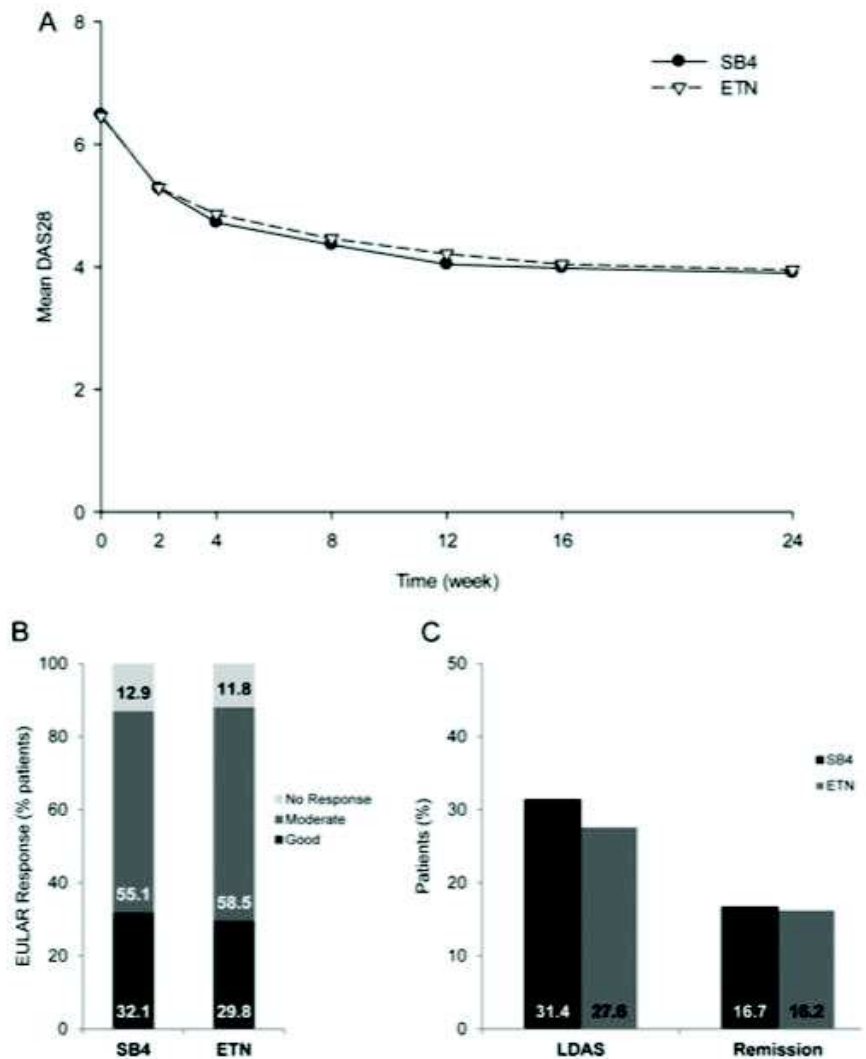 A
8
6
4
2
0
Mean DAS28
SB4
ETN
0 2 4 8 12 16 24
Time (week)
B
100
80
60
40
20
0
EULAR Response (% patients)
12.9 11.8
55.1 58.5
32.1 29.8
No Response
Moderate
Good
SB4 ETN
C
50
40
30
20
10
0
Patients (%)
SB4
ETN
31.4 27.6 16.7 16.2
LDAS Remission